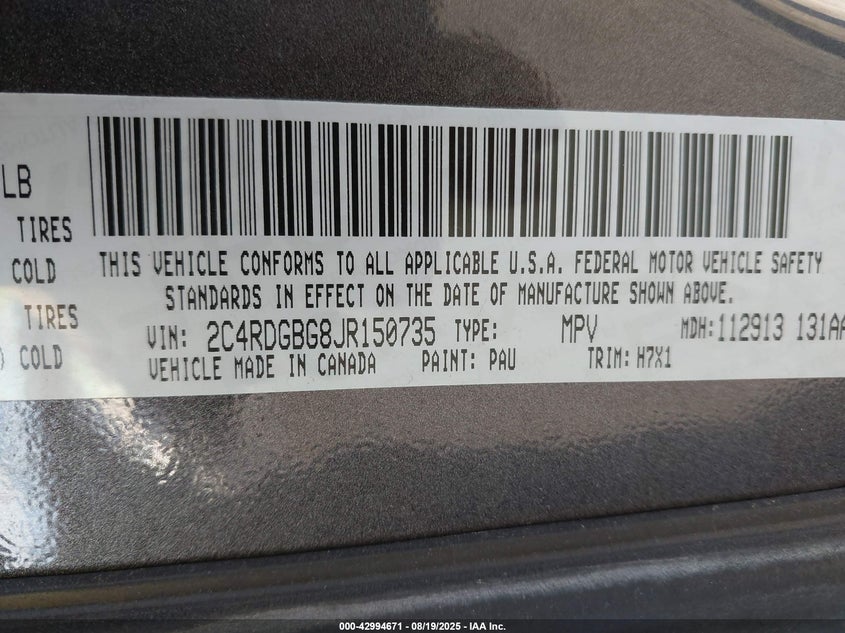 LB
TIRES
COLD
TIRES
COLD
THIS VEHICLE CONFORMS TO ALL APPLICABLE U.S.A. FEDERAL MOTOR VEHICLE SAFETY
STANDARDS IN EFFECT ON THE DATE OF MANUFACTURE SHOWN ABOVE.
VIN: 2C4RDGBG8JR150735 TYPE: MPV MDH:112913 131AA
VEHICLE MADE IN CANADA PAINT: PAU TRIM: H7X1
000-42994671 - 08/19/2025 - IAA Inc.